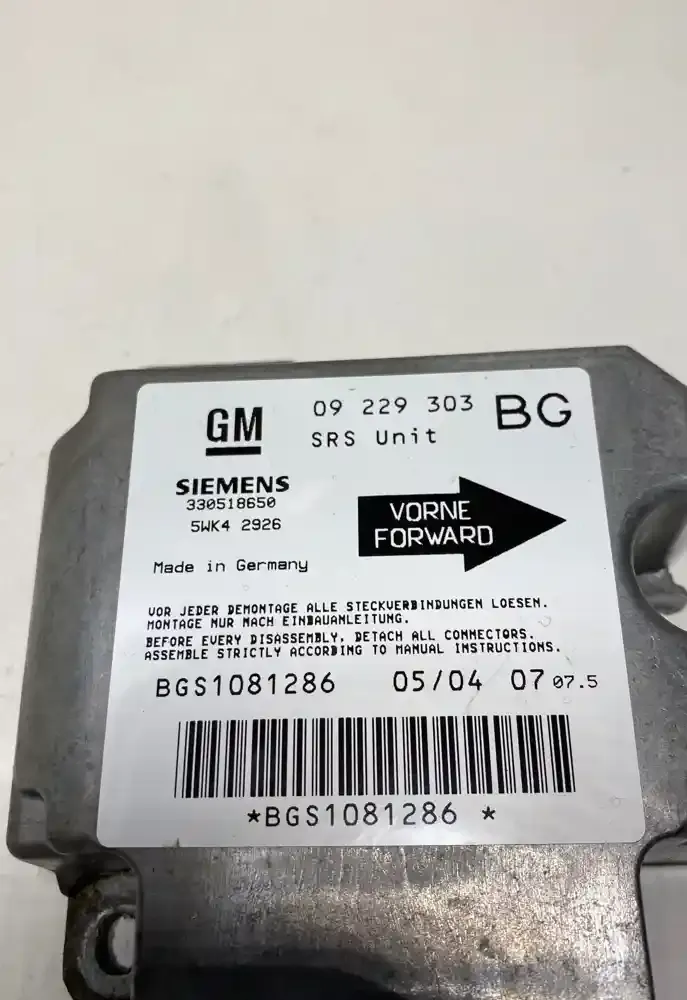 GM 09 229 303 BG
SRS Unit
SIEMENS
330518650
5WK4 2926
VORNE
FORWARD
Made in Germany
VOR JEDER DEMONTAGE ALLE STECKVERBINDUNGEN LOESEN.
MONTAGE NUR NACH EINBAUANLEITUNG.
BEFORE EVERY DISASSEMBLY, DETACH ALL CONNECTORS.
ASSEMBLE STRICTLY ACCORDING TO MANUAL INSTRUCTIONS.
BGS1081286 05/04 07 07.5
*BGS1081286 *